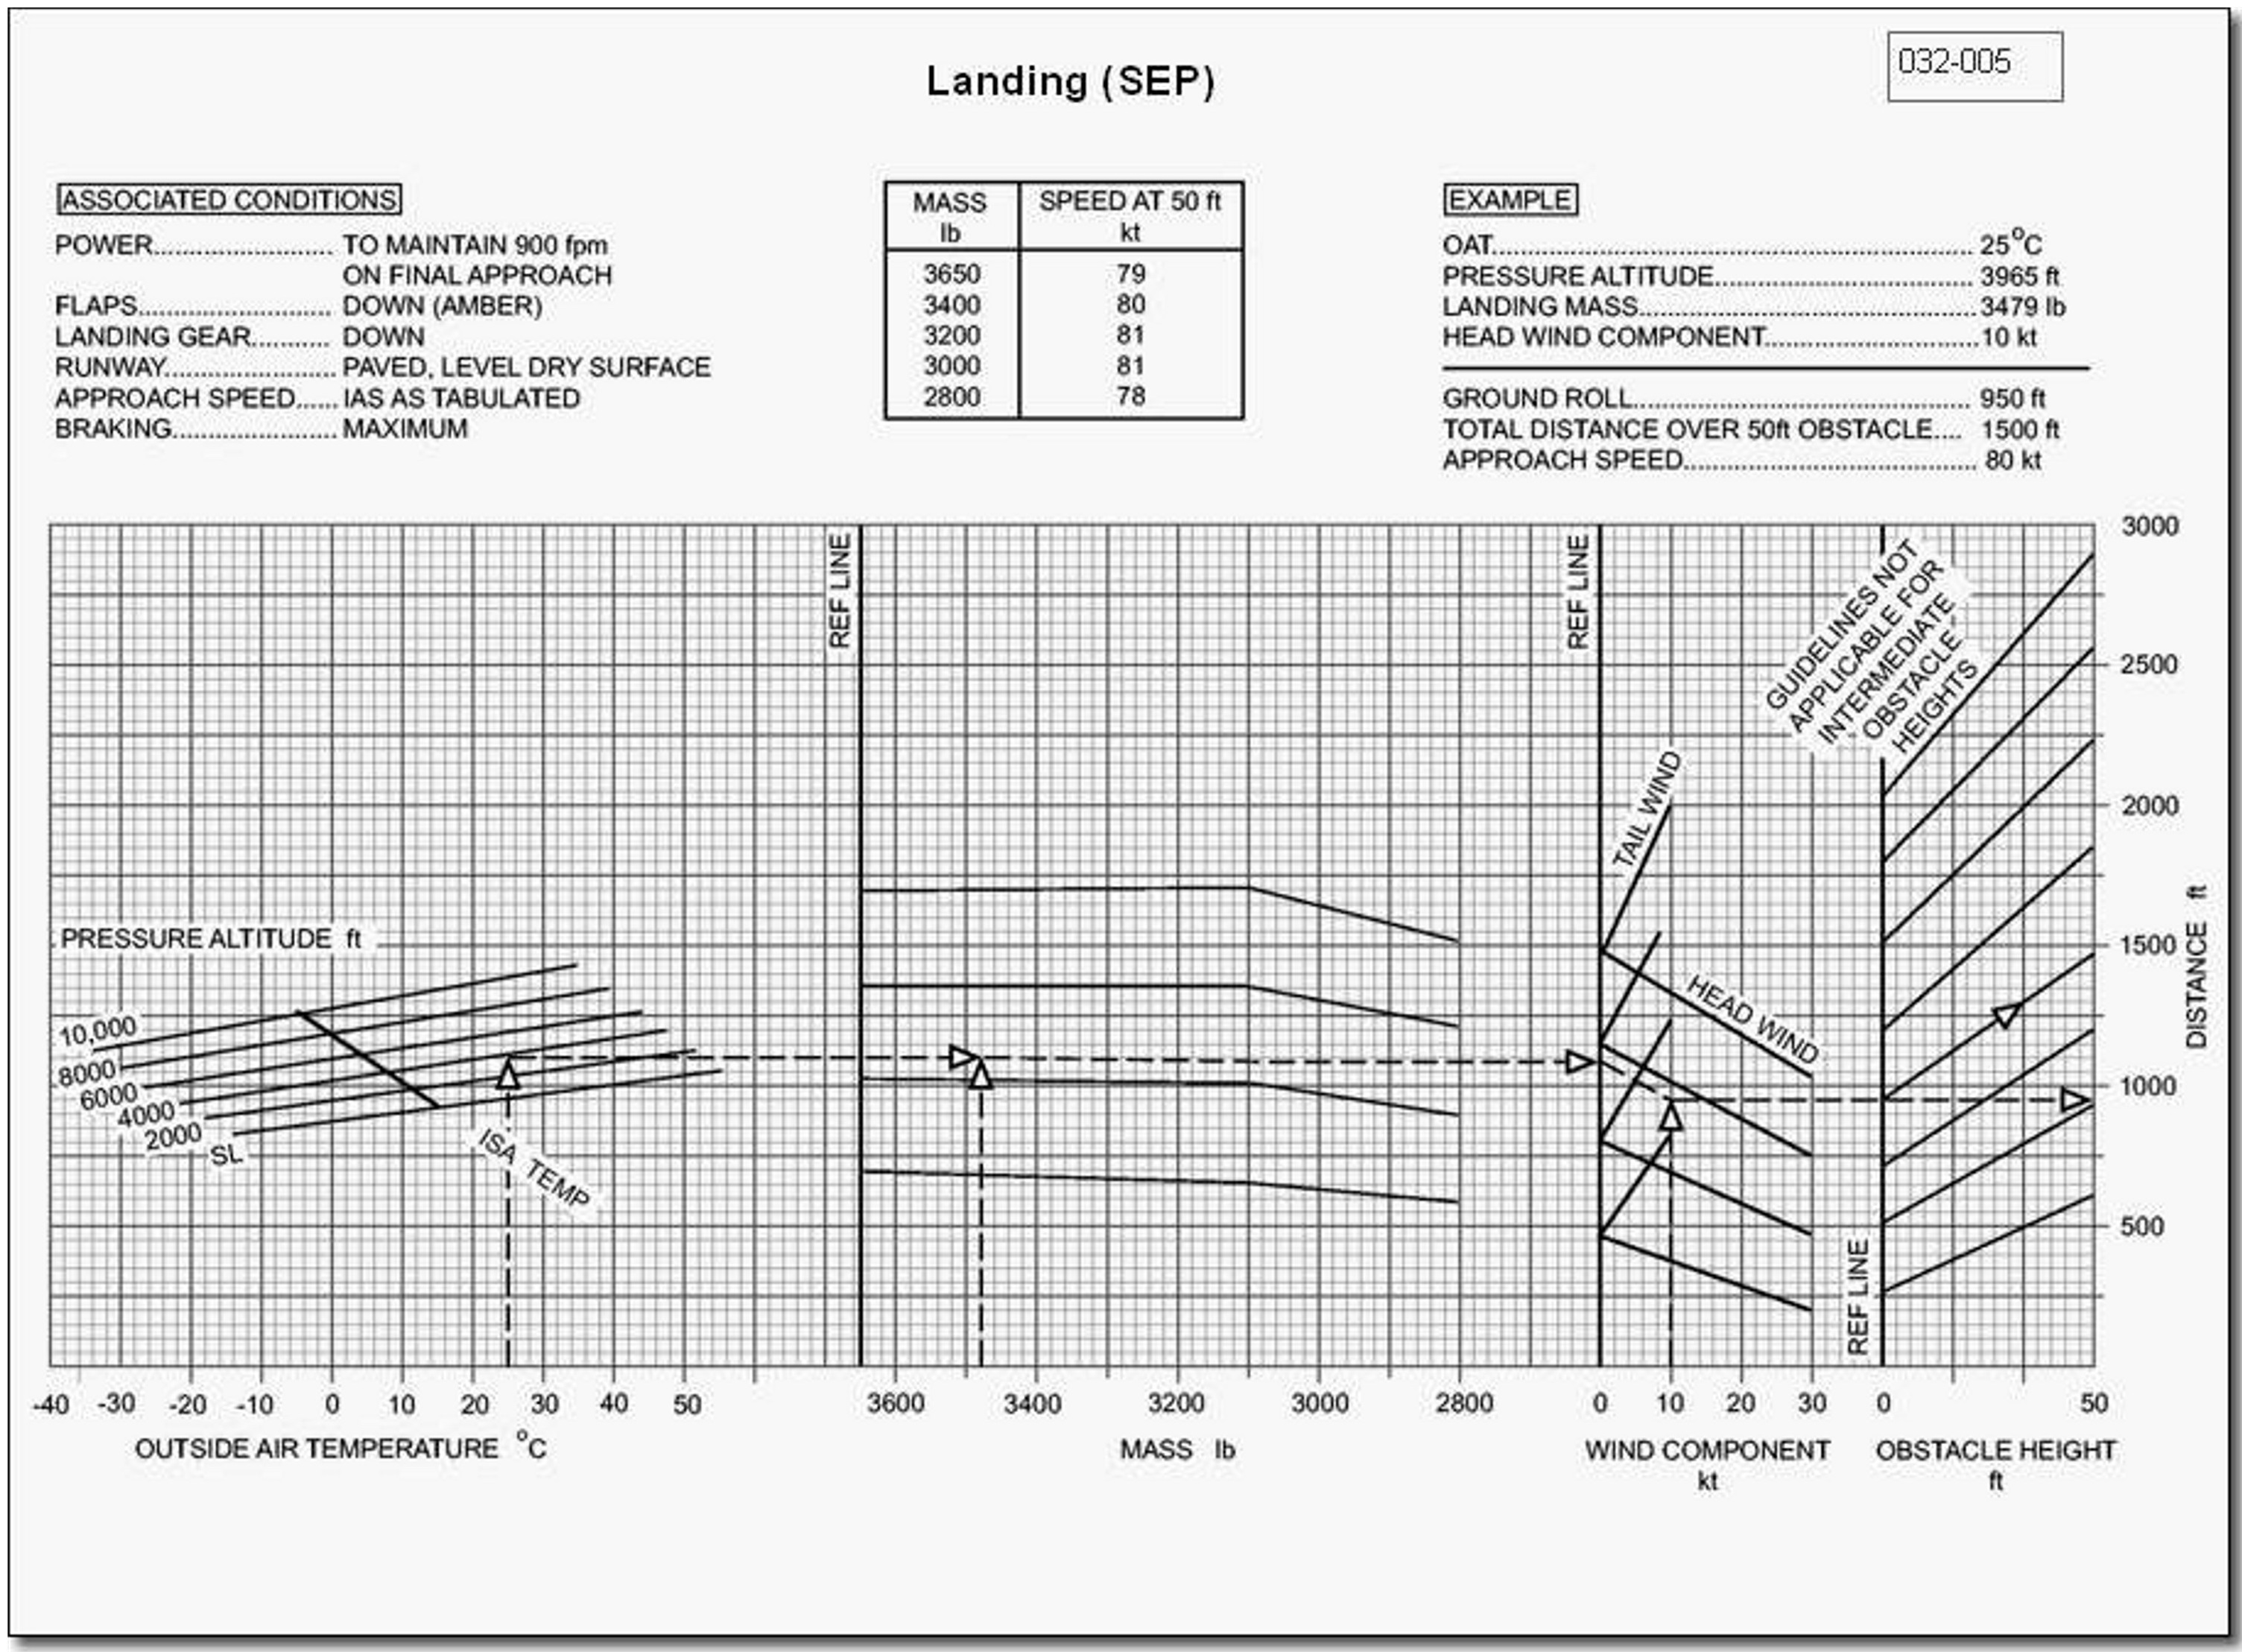 032-005
Landing (SEP)
ASSOCIATED CONDITIONS
POWER.......................... TO MAINTAIN 900 fpm
ON FINAL APPROACH
FLAPS............................ DOWN (AMBER)
LANDING GEAR........... DOWN
RUNWAY........................ PAVED, LEVEL DRY SURFACE
APPROACH SPEED...... IAS AS TABULATED
BRAKING....................... MAXIMUM
MASS SPEED AT 50 ft
lb kt
3650 79
3400 80
3200 81
3000 81
2800 78
EXAMPLE
OAT...................................................................... 25°C
PRESSURE ALTITUDE..................................... 3965 ft
LANDING MASS.................................................3479 lb
HEAD WIND COMPONENT...............................10 kt
GROUND ROLL................................................. 950 ft
TOTAL DISTANCE OVER 50ft OBSTACLE.... 1500 ft
APPROACH SPEED.......................................... 80 kt
REF LINE
REF LINE
GUIDELINES NOT
APPLICABLE FOR
INTERMEDIATE
OBSTACLE
HEIGHTS
3000
2500
2000
1500
1000
500
DISTANCE ft
TAIL WIND
HEAD WIND
PRESSURE ALTITUDE ft
10,000
8000
6000
4000
2000
SL
ISA TEMP
REF LINE
-40 -30 -20 -10 0 10 20 30 40 50 3600 3400 3200 3000 2800 0 10 20 30 0 50
OUTSIDE AIR TEMPERATURE °C MASS lb WIND COMPONENT OBSTACLE HEIGHT
kt ft